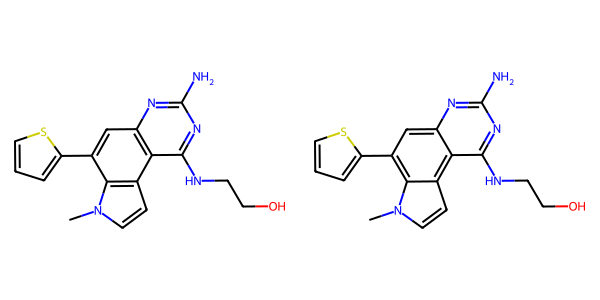 NH₂ NH₂
N N
S N S N
HN HN
N OH N OH